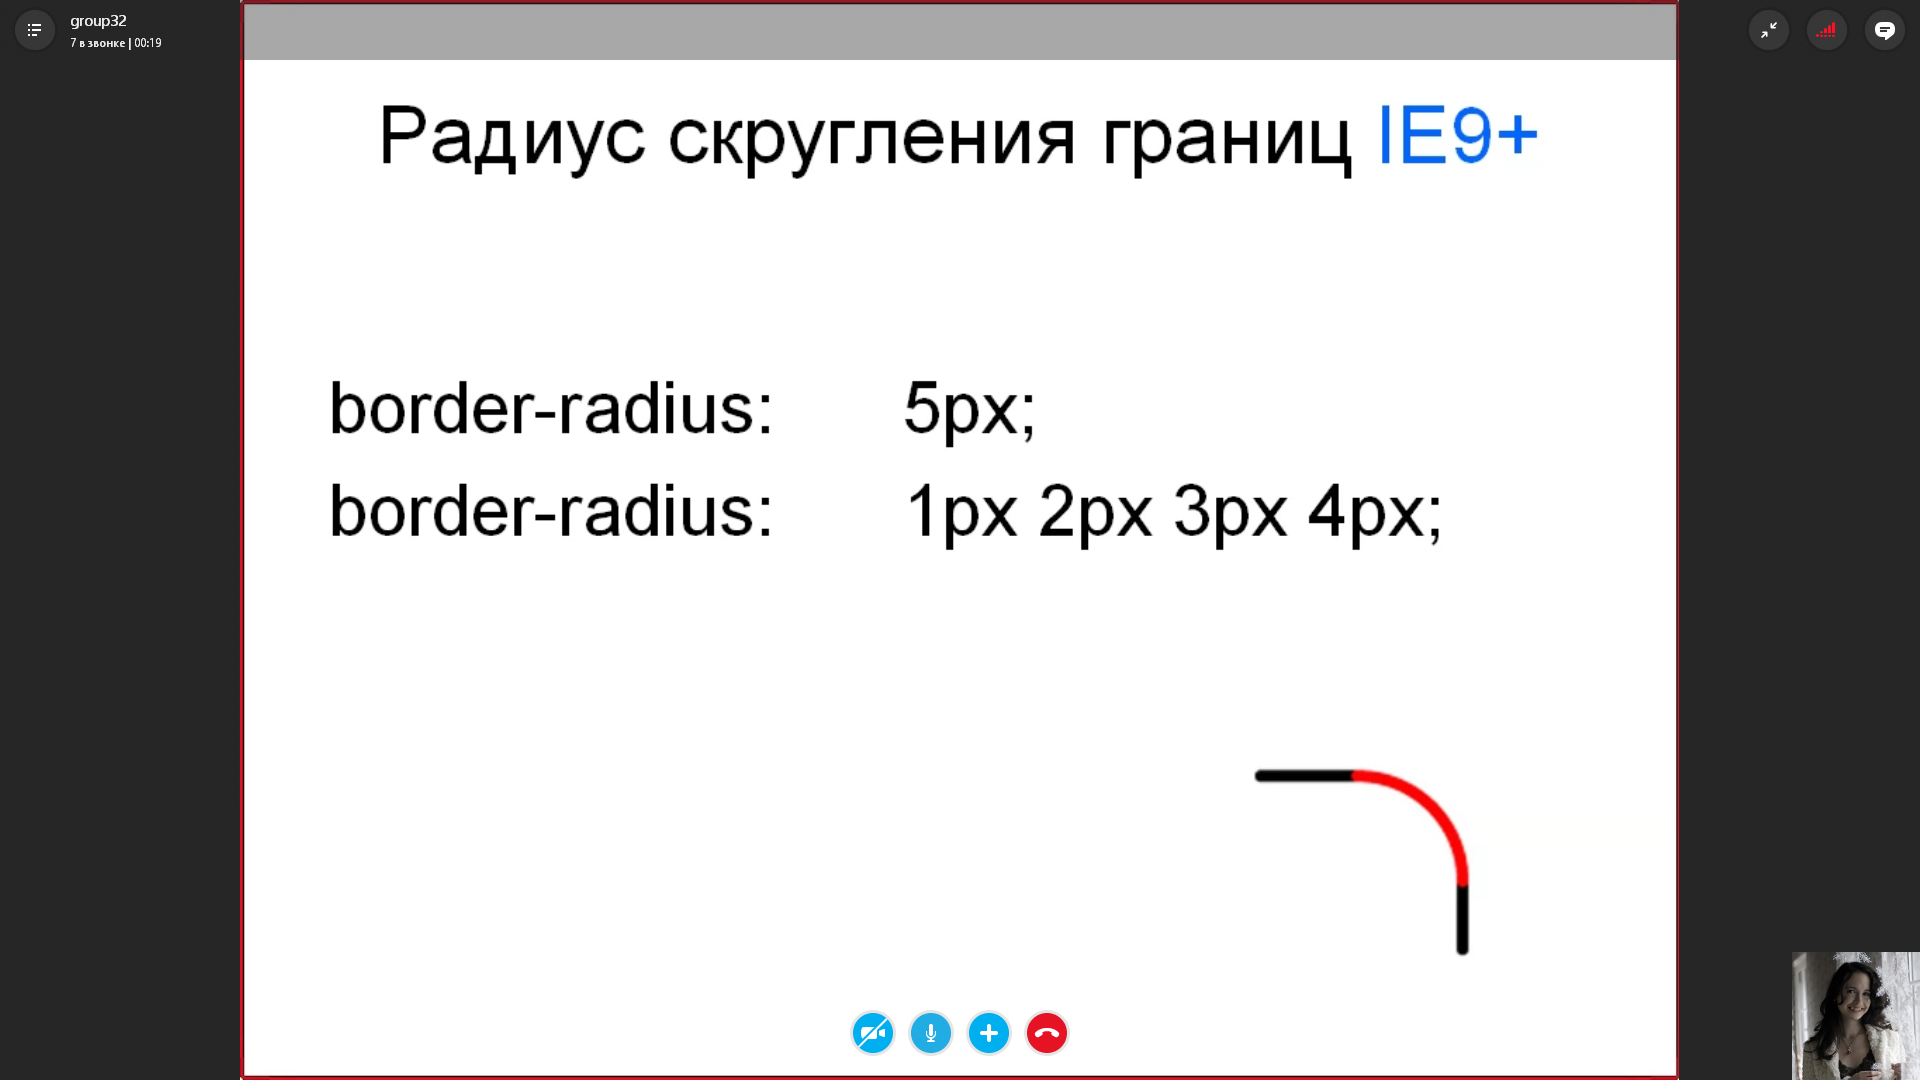 group32
7 в звонке | 00:19
Радиус скругления границ IE9+
border-radius: 5px;
border-radius: 1px 2px 3px 4px;